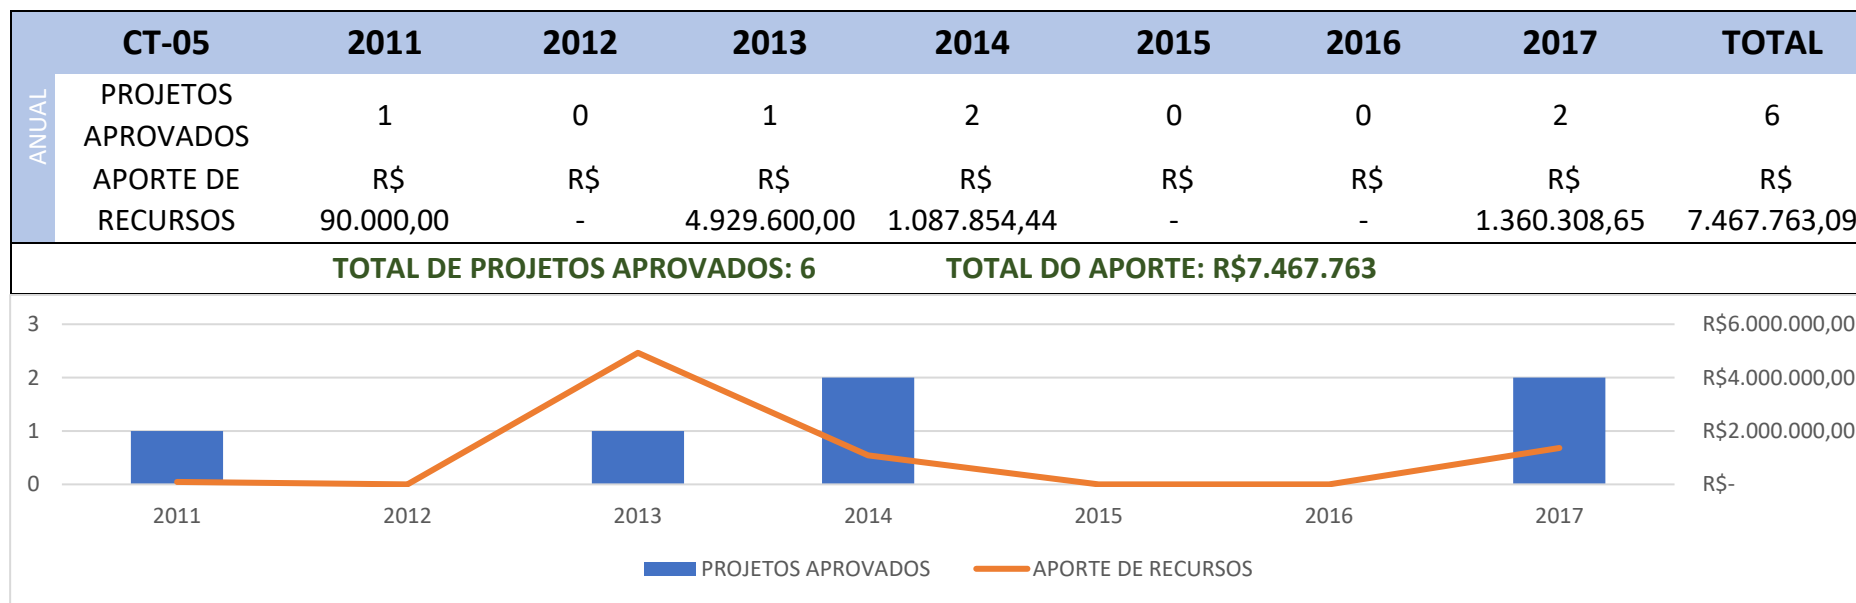 CT-05 2011 2012 2013 2014 2015 2016 2017 TOTAL
ANUAL
PROJETOS
APROVADOS
1 0 1 2 0 0 2 6
APORTE DE R$ R$ R$ R$ R$ R$ R$ R$
RECURSOS 90.000,00 - 4.929.600,00 1.087.854,44 - - 1.360.308,65 7.467.763,09
TOTAL DE PROJETOS APROVADOS: 6 TOTAL DO APORTE: R$7.467.763
3 R$6.000.000,00
2 R$4.000.000,00
1 R$2.000.000,00
0 R$-
2011 2012 2013 2014 2015 2016 2017
PROJETOS APROVADOS APORTE DE RECURSOS